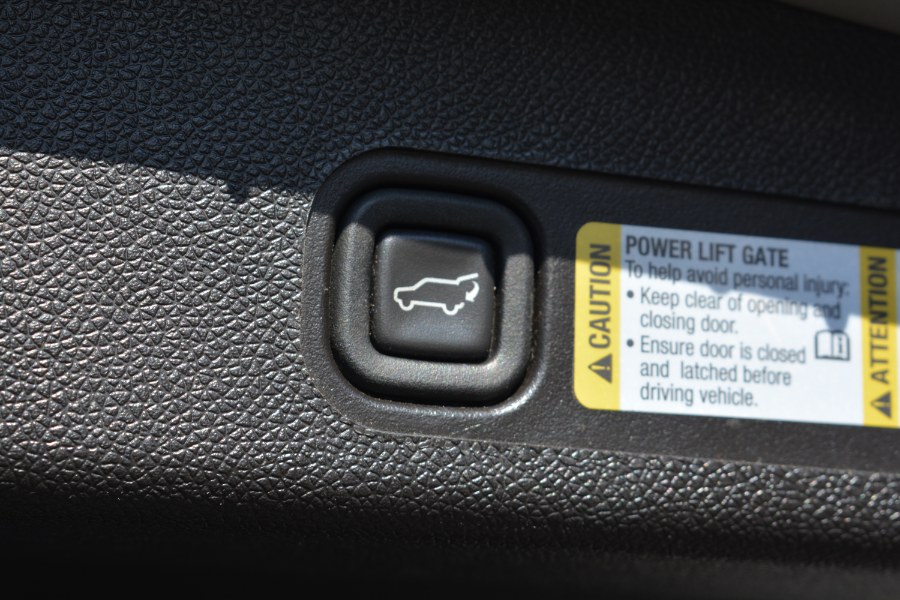 CAUTION
POWER LIFT GATE
To help avoid personal injury:
• Keep clear of opening and
closing door.
• Ensure door is closed
and latched before
driving vehicle.
ATTENTION